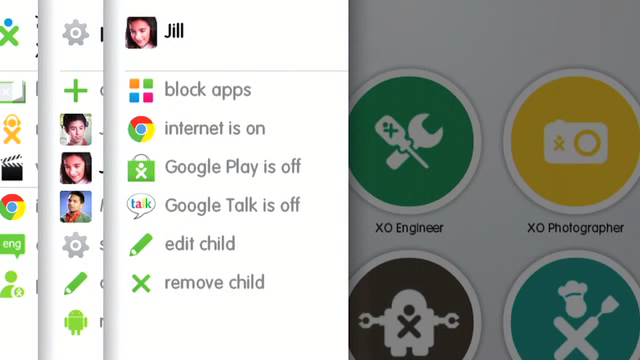 Jill
block apps
internet is on
Google Play is off
talk
Google Talk is off
edit child
remove child
eng
XO Engineer
XO Photographer